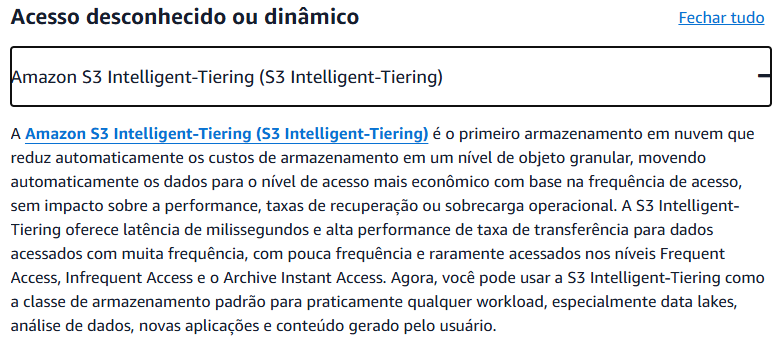 Acesso desconhecido ou dinâmico
Fechar tudo
Amazon S3 Intelligent-Tiering (S3 Intelligent-Tiering)
A Amazon S3 Intelligent-Tiering (S3 Intelligent-Tiering) é o primeiro armazenamento em nuvem que
reduz automaticamente os custos de armazenamento em um nível de objeto granular, movendo
automaticamente os dados para o nível de acesso mais econômico com base na frequência de acesso,
sem impacto sobre a performance, taxas de recuperação ou sobrecarga operacional. A S3 Intelligent-
Tiering oferece latência de milissegundos e alta performance de taxa de transferência para dados
acessados com muita frequência, com pouca frequência e raramente acessados nos níveis Frequent
Access, Infrequent Access e o Archive Instant Access. Agora, você pode usar a S3 Intelligent-Tiering como
a classe de armazenamento padrão para praticamente qualquer workload, especialmente data lakes,
análise de dados, novas aplicações e conteúdo gerado pelo usuário.